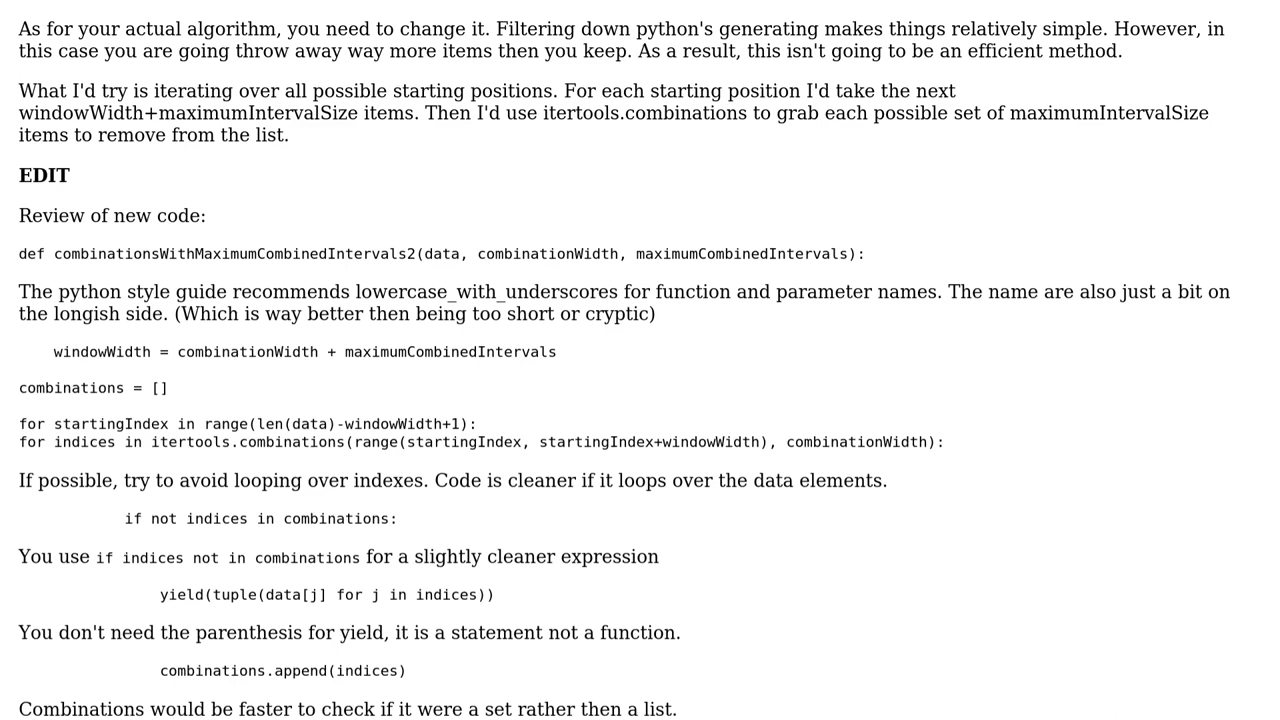 As for your actual algorithm, you need to change it. Filtering down python's generating makes things relatively simple. However, in
this case you are going throw away way more items then you keep. As a result, this isn't going to be an efficient method.
What I'd try is iterating over all possible starting positions. For each starting position I'd take the next
windowWidth+maximumIntervalSize items. Then I'd use itertools.combinations to grab each possible set of maximumIntervalSize
items to remove from the list.
EDIT
Review of new code:
def combinationsWithMaximumCombinedIntervals2(data, combinationWidth, maximumCombinedIntervals):
The python style guide recommends lowercase_with_underscores for function and parameter names. The name are also just a bit on
the longish side. (Which is way better then being too short or cryptic)
windowWidth = combinationWidth + maximumCombinedIntervals
combinations = []
for startingIndex in range(len(data)-windowWidth+1):
for indices in itertools.combinations(range(startingIndex, startingIndex+windowWidth), combinationWidth):
If possible, try to avoid looping over indexes. Code is cleaner if it loops over the data elements.
if not indices in combinations:
You use if indices not in combinations for a slightly cleaner expression
yield(tuple(data[j] for j in indices))
You don't need the parenthesis for yield, it is a statement not a function.
combinations.append(indices)
Combinations would be faster to check if it were a set rather then a list.